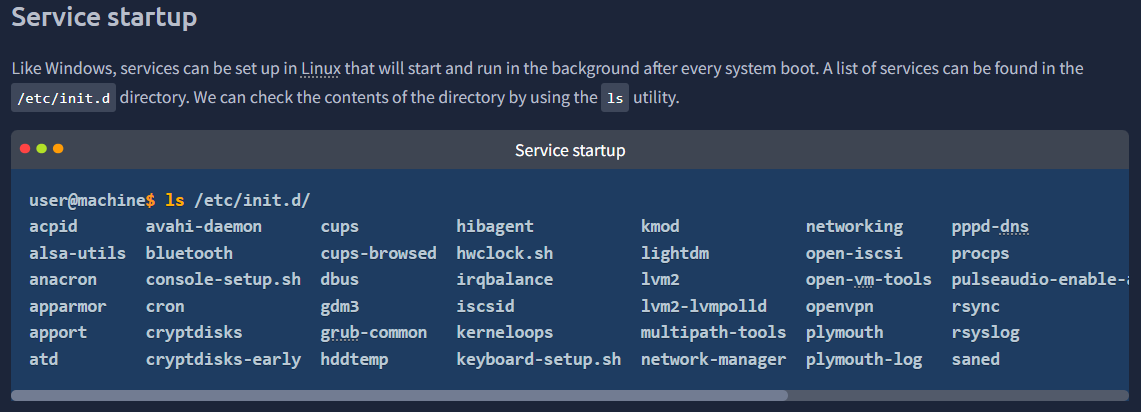 Service startup
Like Windows, services can be set up in Linux that will start and run in the background after every system boot. A list of services can be found in the
/etc/init.d directory. We can check the contents of the directory by using the ls utility.
Service startup
user@machine$ ls /etc/init.d/
acpid avahi-daemon cups hibagent kmod networking pppd-dns
alsa-utils bluetooth cups-browsed hwclock.sh lightdm open-iscsi procps
anacron console-setup.sh dbus irqbalance lvm2 open-vm-tools pulseaudio-enable-
apparmor cron gdm3 iscsid lvm2-lvmpolld openvpn rsync
apport cryptdisks grub-common kerneloops multipath-tools plymouth rsyslog
atd cryptdisks-early hddtemp keyboard-setup.sh network-manager plymouth-log saned